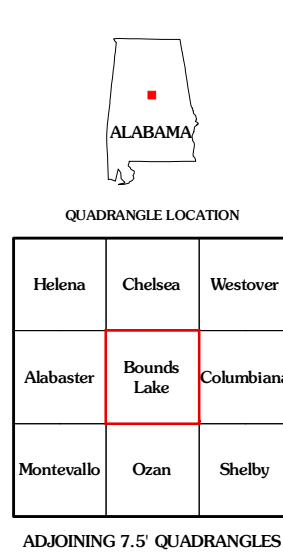 ALABAMA
QUADRANGLE LOCATION
Helena Chelsea Westover
Alabaster Bounds Lake Columbiana
Montevallo Ozan Shelby
ADJOINING 7.5' QUADRANGLES